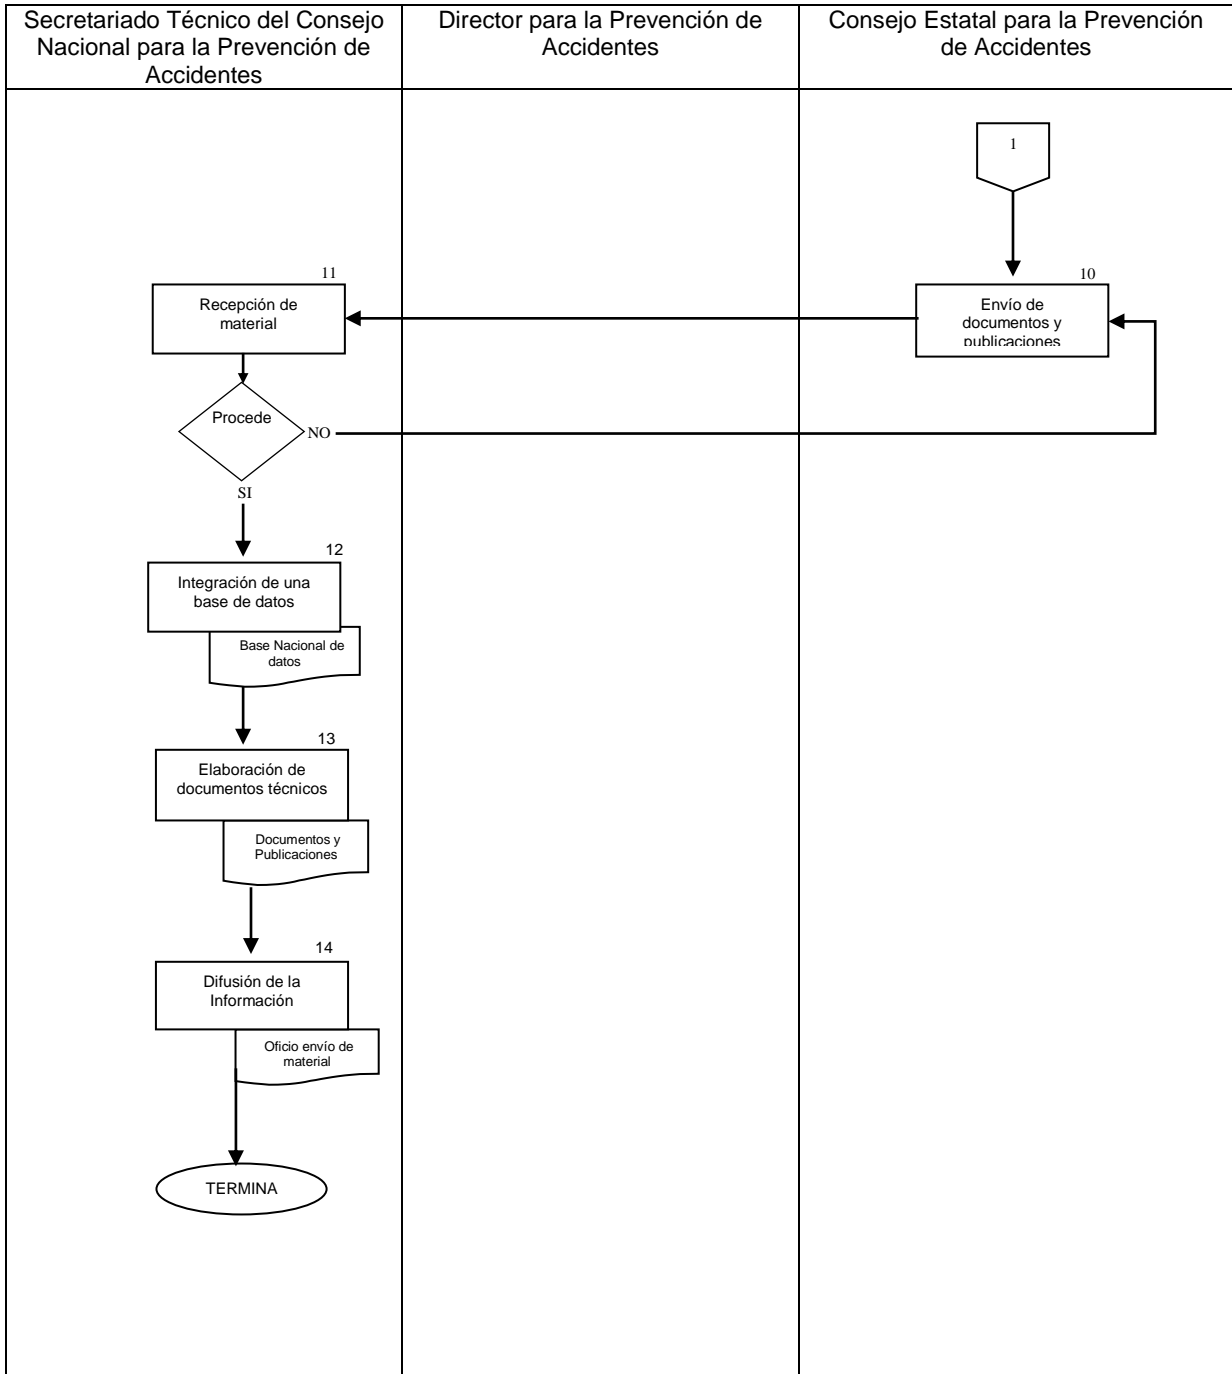 Secretariado Técnico del Consejo
Nacional para la Prevención de
Accidentes
Director para la Prevención de
Accidentes
Consejo Estatal para la Prevención
de Accidentes
1
10
Envío de
documentos y
publicaciones
11
Recepción de
material
Procede
NO
SI
12
Integración de una
base de datos
Base Nacional de
datos
13
Elaboración de
documentos técnicos
Documentos y
Publicaciones
14
Difusión de la
Información
Oficio envío de
material
TERMINA